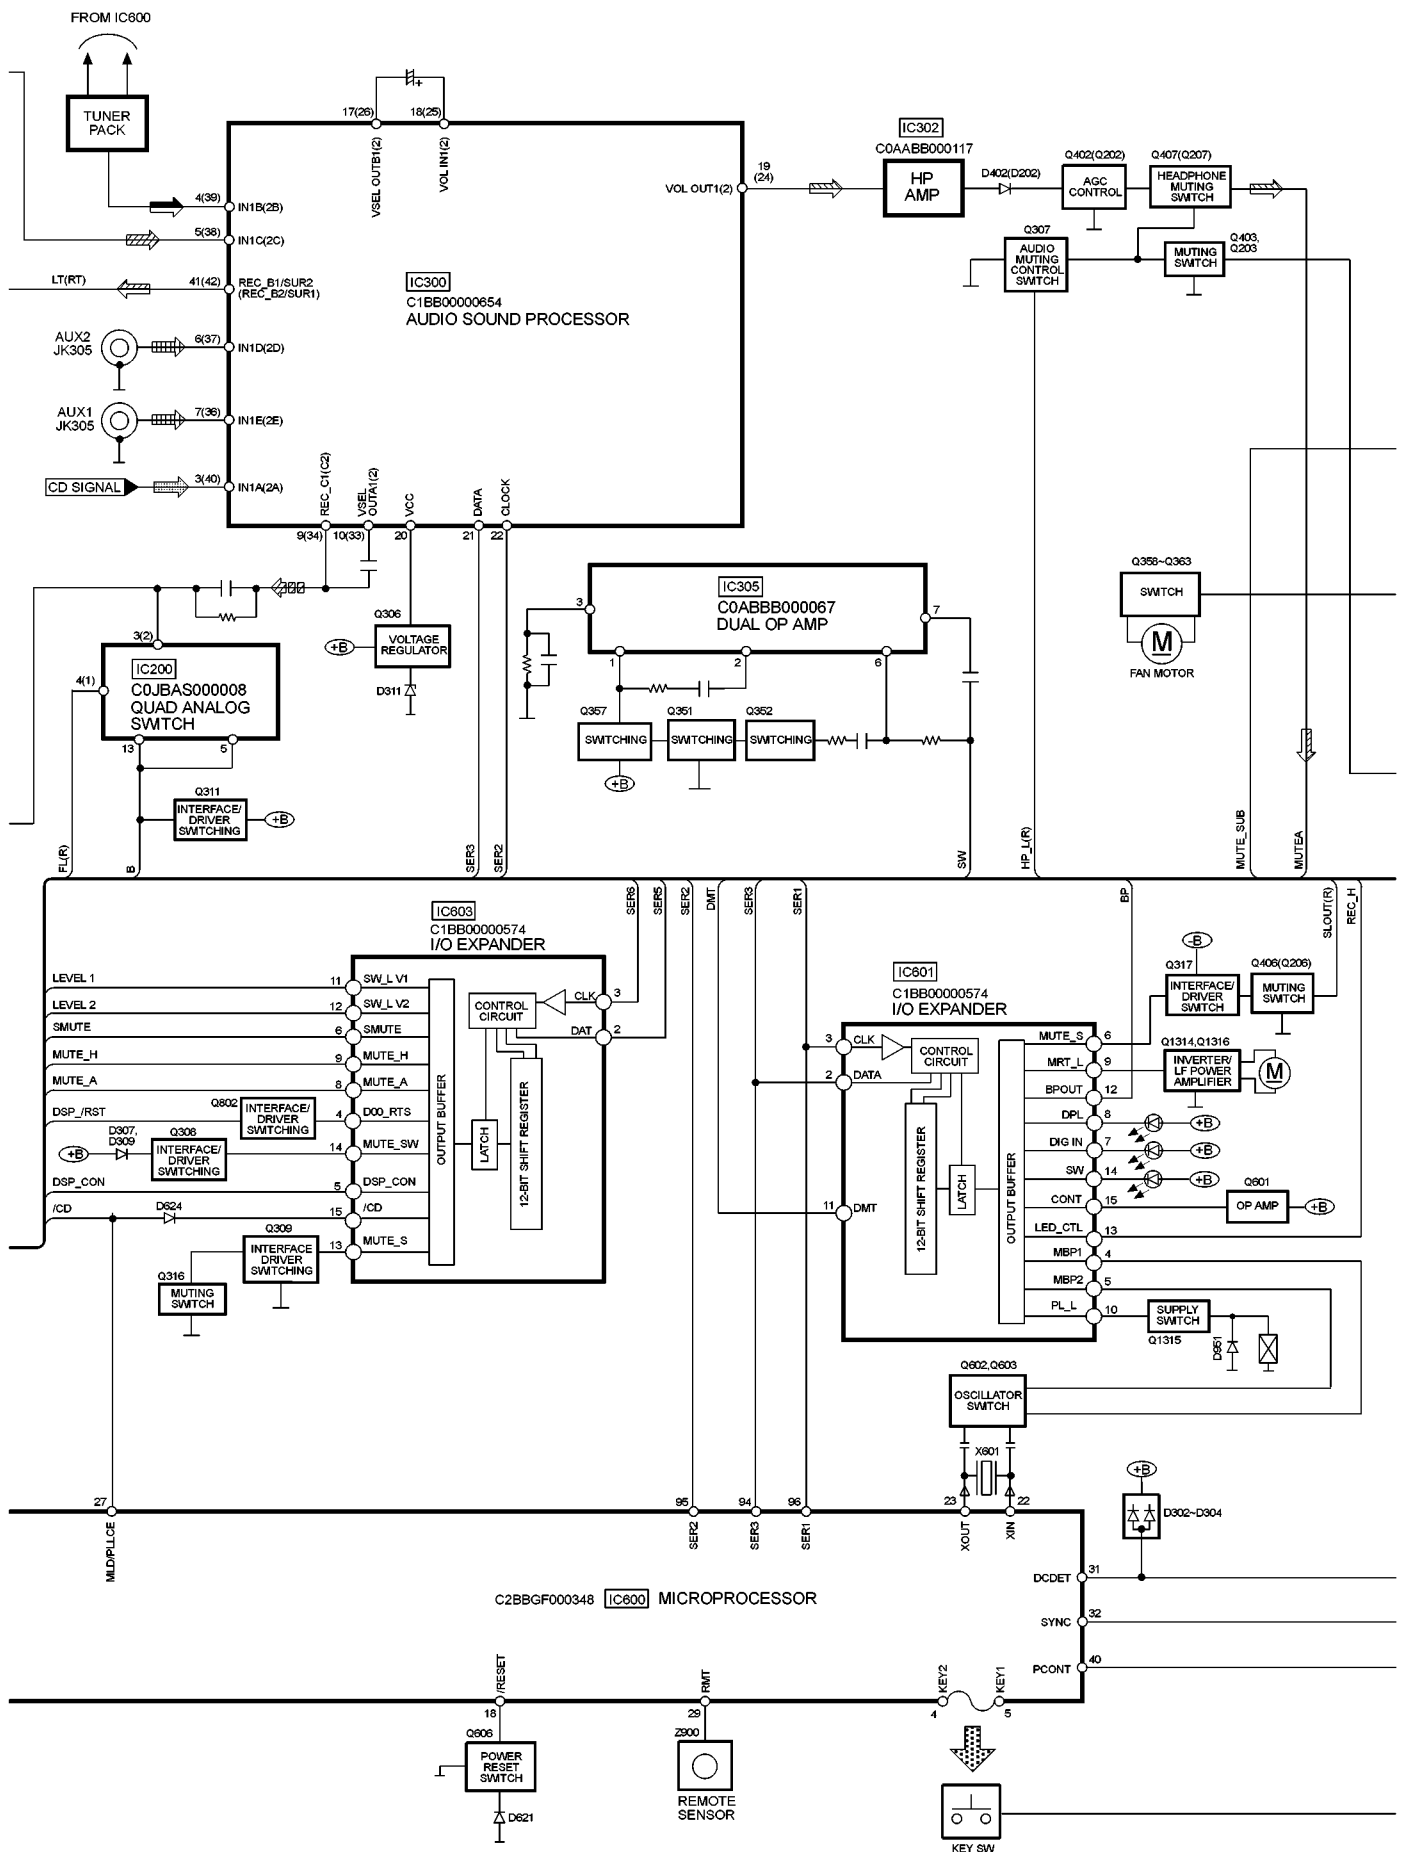 FROM IC600
TUNER
PACK
17(26)
18(25)
VSEL OUTB1(2)
VOL IN1(2)
4(39)
IN1B(2B)
5(38)
IN1C(2C)
LT(RT)
41(42)
REC_B1/SUR2
(REC_B2/SUR1)
AUX2
JK305
6(37)
IN1D(2D)
AUX1
JK305
7(36)
IN1E(2E)
CD SIGNAL
3(40)
IN1A(2A)
IC300
C1BB00000654
AUDIO SOUND PROCESSOR
VOL OUT1(2)
19
(24)
REC_C1(C2)
VSEL
OUTA1(2)
VCC
DATA
CLOCK
9(34)
10(33)
20
21
22
IC302
C0AABB000117
HP
AMP
D402(D202)
Q402(Q202)
AGC
CONTROL
Q407(Q207)
HEADPHONE
MUTING
SWITCH
Q307
AUDIO
MUTING
CONTROL
SWITCH
Q403,
Q203
MUTING
SWITCH
Q358~Q363
SWITCH
M
FAN MOTOR
3(2)
IC200
C0JBAS000008
QUAD ANALOG
SWITCH
4(1)
13
5
Q306
+B
VOLTAGE
REGULATOR
D311
Q311
INTERFACE/
DRIVER
SWITCHING
+B
IC305
C0ABBB000067
DUAL OP AMP
3
7
1
2
6
Q357
SWITCHING
Q351
SWITCHING
Q352
SWITCHING
+B
FL(R)
B
SER3
SER2
SW
HP_L(R)
MUTE_SUB
MUTEA
SER6
SER5
SER2
DMT
SER3
SER1
BP
SLOUT(R)
REC_H
IC603
C1BB00000574
I/O EXPANDER
LEVEL 1
11
SW_L V1
LEVEL 2
12
SW_L V2
SMUTE
6
SMUTE
MUTE_H
9
MUTE_H
MUTE_A
8
MUTE_A
DSP_/RST
Q802
INTERFACE/
DRIVER
SWITCHING
4
D00_RTS
+B
D307,
D309
Q308
INTERFACE/
DRIVER
SWITCHING
14
MUTE_SW
DSP_CON
5
DSP_CON
/CD
D624
15
/CD
Q309
INTERFACE
DRIVER
SWITCHING
13
MUTE_S
Q316
MUTING
SWITCH
OUTPUT BUFFER
CONTROL
CIRCUIT
CLK
3
DAT
2
LATCH
12-BIT SHIFT REGISTER
IC601
C1BB00000574
I/O EXPANDER
3
CLK
2
DATA
11
DMT
CONTROL
CIRCUIT
12-BIT SHIFT REGISTER
LATCH
OUTPUT BUFFER
MUTE_S
6
MRT_L
9
BPOUT
12
DPL
8
+B
DIG IN
7
+B
SW
14
+B
CONT
15
LED_CTL
13
MBP1
4
MBP2
5
PL_L
10
-B
Q317
INTERFACE/
DRIVER
SWITCH
Q406(Q206)
MUTING
SWITCH
Q1314,Q1316
INVERTER/
LF POWER
AMPLIFIER
M
Q601
OP AMP
+B
SUPPLY
SWITCH
Q1315
D951
Q602,Q603
OSCILLATOR
SWITCH
X601
27
MLD/PLLCE
95
SER2
94
SER3
96
SER1
23
XOUT
22
XIN
+B
D302~D304
C2BBGF000348
IC600
MICROPROCESSOR
DCDET
31
SYNC
32
PCONT
40
/RESET
18
RMT
29
KEY2
4
KEY1
5
Q606
POWER
RESET
SWITCH
D621
Z900
REMOTE
SENSOR
KEY SW